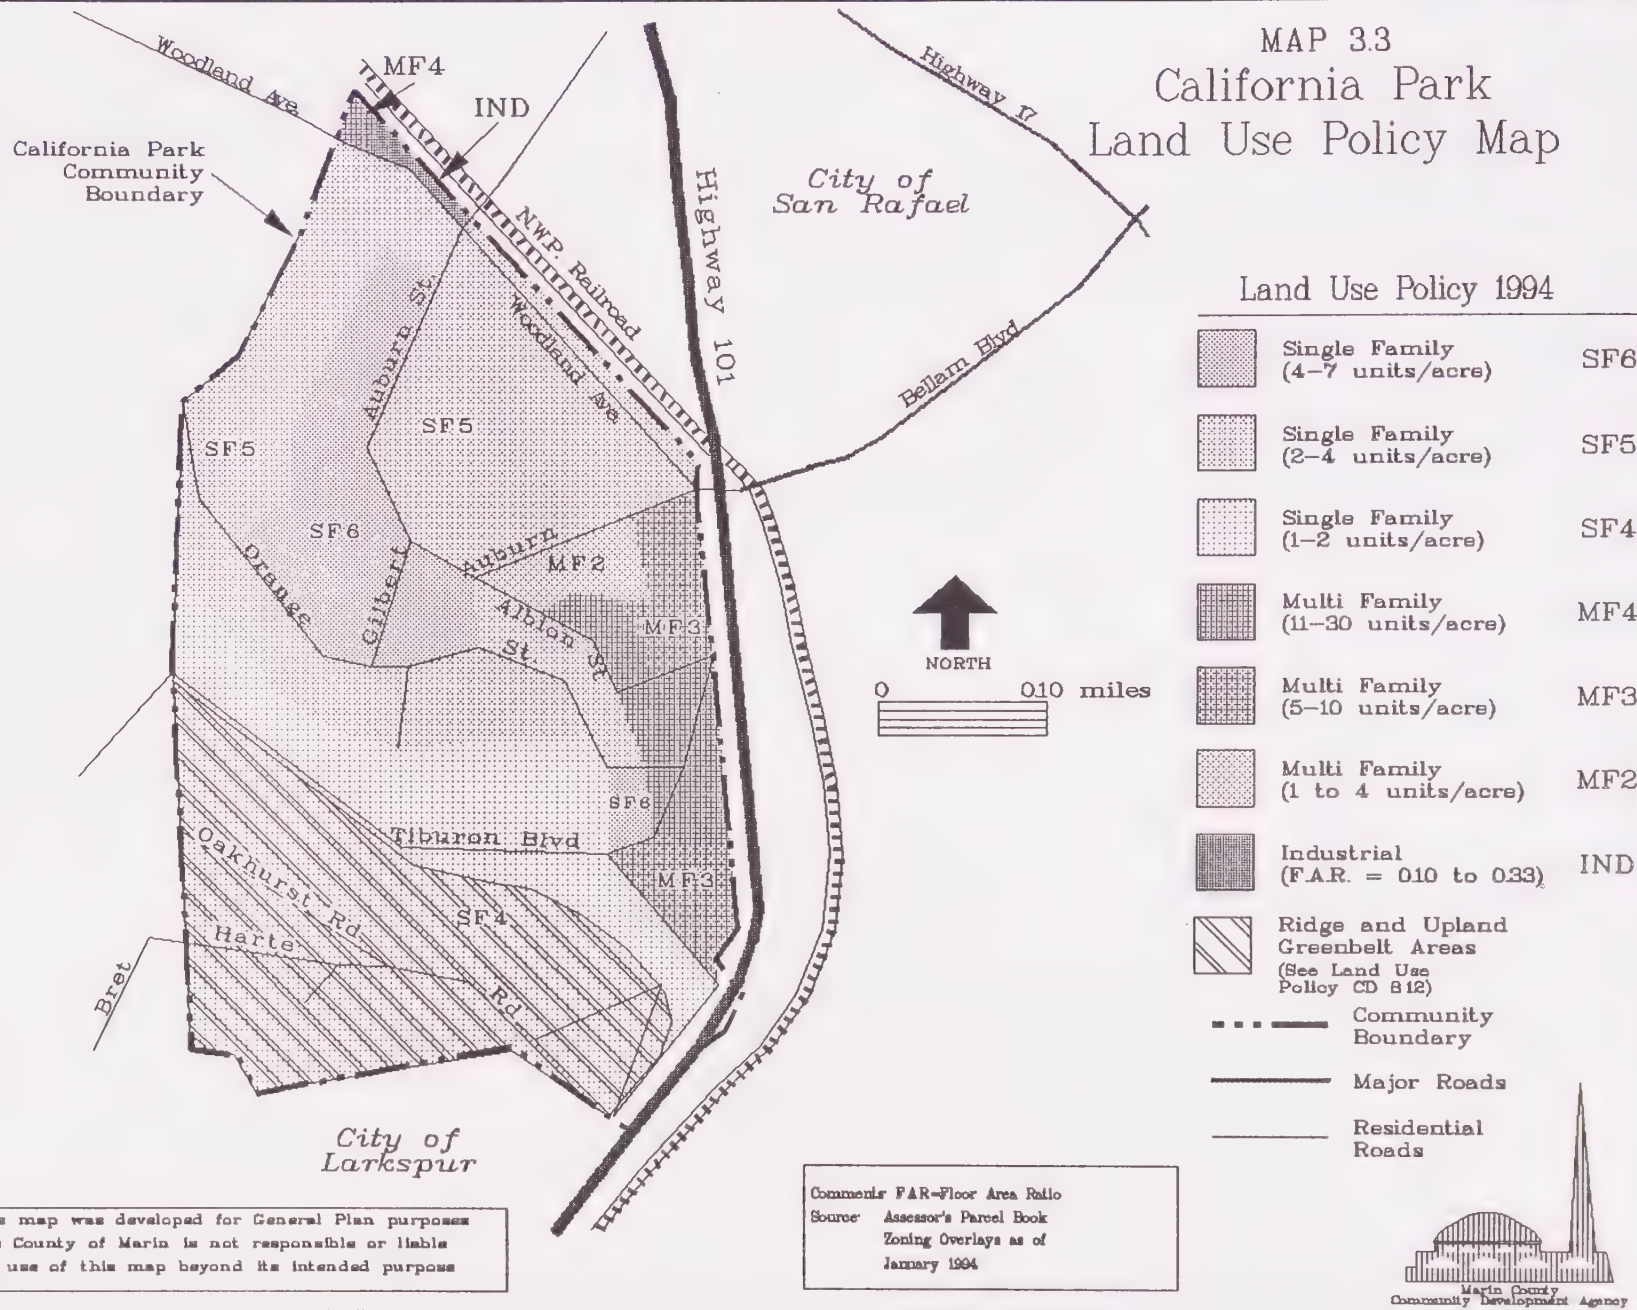 MAP 3.3
California Park
Land Use Policy Map
Woodland Ave.
MF4
IND
California Park
Community
Boundary
Highway 17
City of
San Rafael
Highway 101
NWP. Railroad
Woodland Ave
Auburn St.
Bellam Blvd
SF5
SF5
SF6
Orange
Gilbert
Auburn
MF2
Albion
St.
St
MF3
SF6
Tiburon Blvd
MF3
Oakhurst Rd
SF4
Bret
Harte
Rd
NORTH
0 0.10 miles
City of
Larkspur
Land Use Policy 1994
Single Family SF6
(4-7 units/acre)
Single Family SF5
(2-4 units/acre)
Single Family SF4
(1-2 units/acre)
Multi Family MF4
(11-30 units/acre)
Multi Family MF3
(5-10 units/acre)
Multi Family MF2
(1 to 4 units/acre)
Industrial IND
(F.A.R. = 0.10 to 0.33)
Ridge and Upland
Greenbelt Areas
(See Land Use
Policy CD 8.12)
Community
Boundary
Major Roads
Residential
Roads
map was developed for General Plan purposes
County of Marin is not responsible or liable
use of this map beyond its intended purpose
Comments: FAR=Floor Area Ratio
Source: Assessor's Parcel Book
Zoning Overlays as of
January 1994
Marin County
Community Development Agency